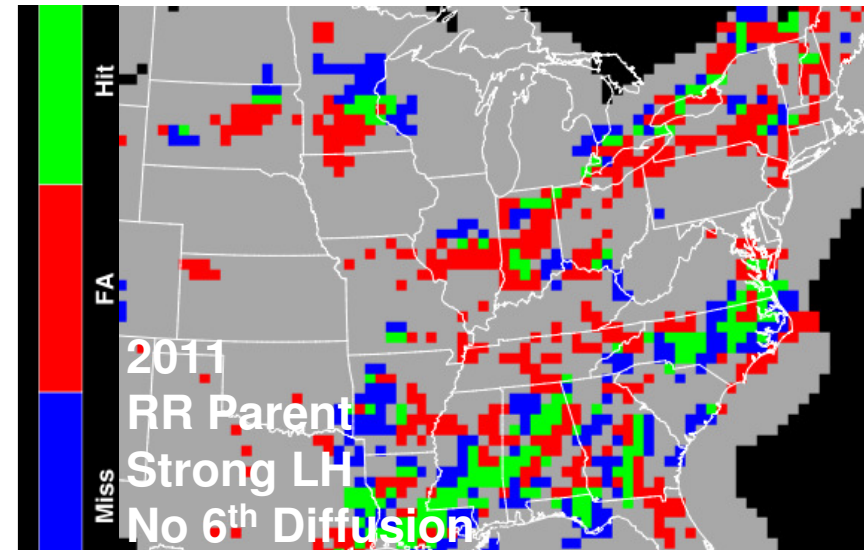 Hit
FA
Miss
2011
RR Parent
Strong LH
No 6th Diffusion